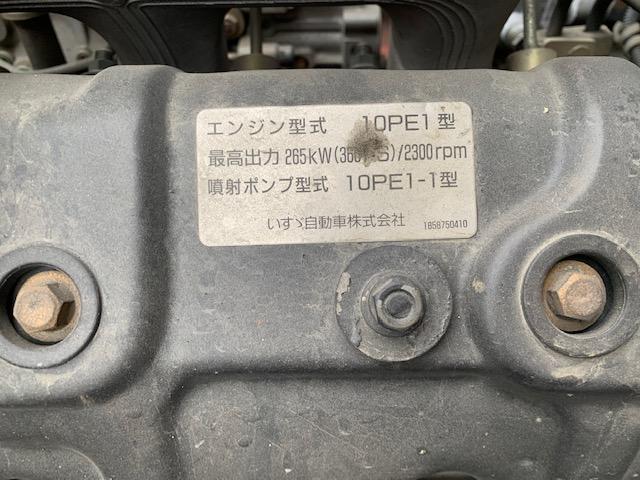 エンジン型式 10PE1型
最高出力 265kW(360PS)/2300rpm
噴射ポンプ型式 10PE1-1型
いすゞ自動車株式会社 1858750410